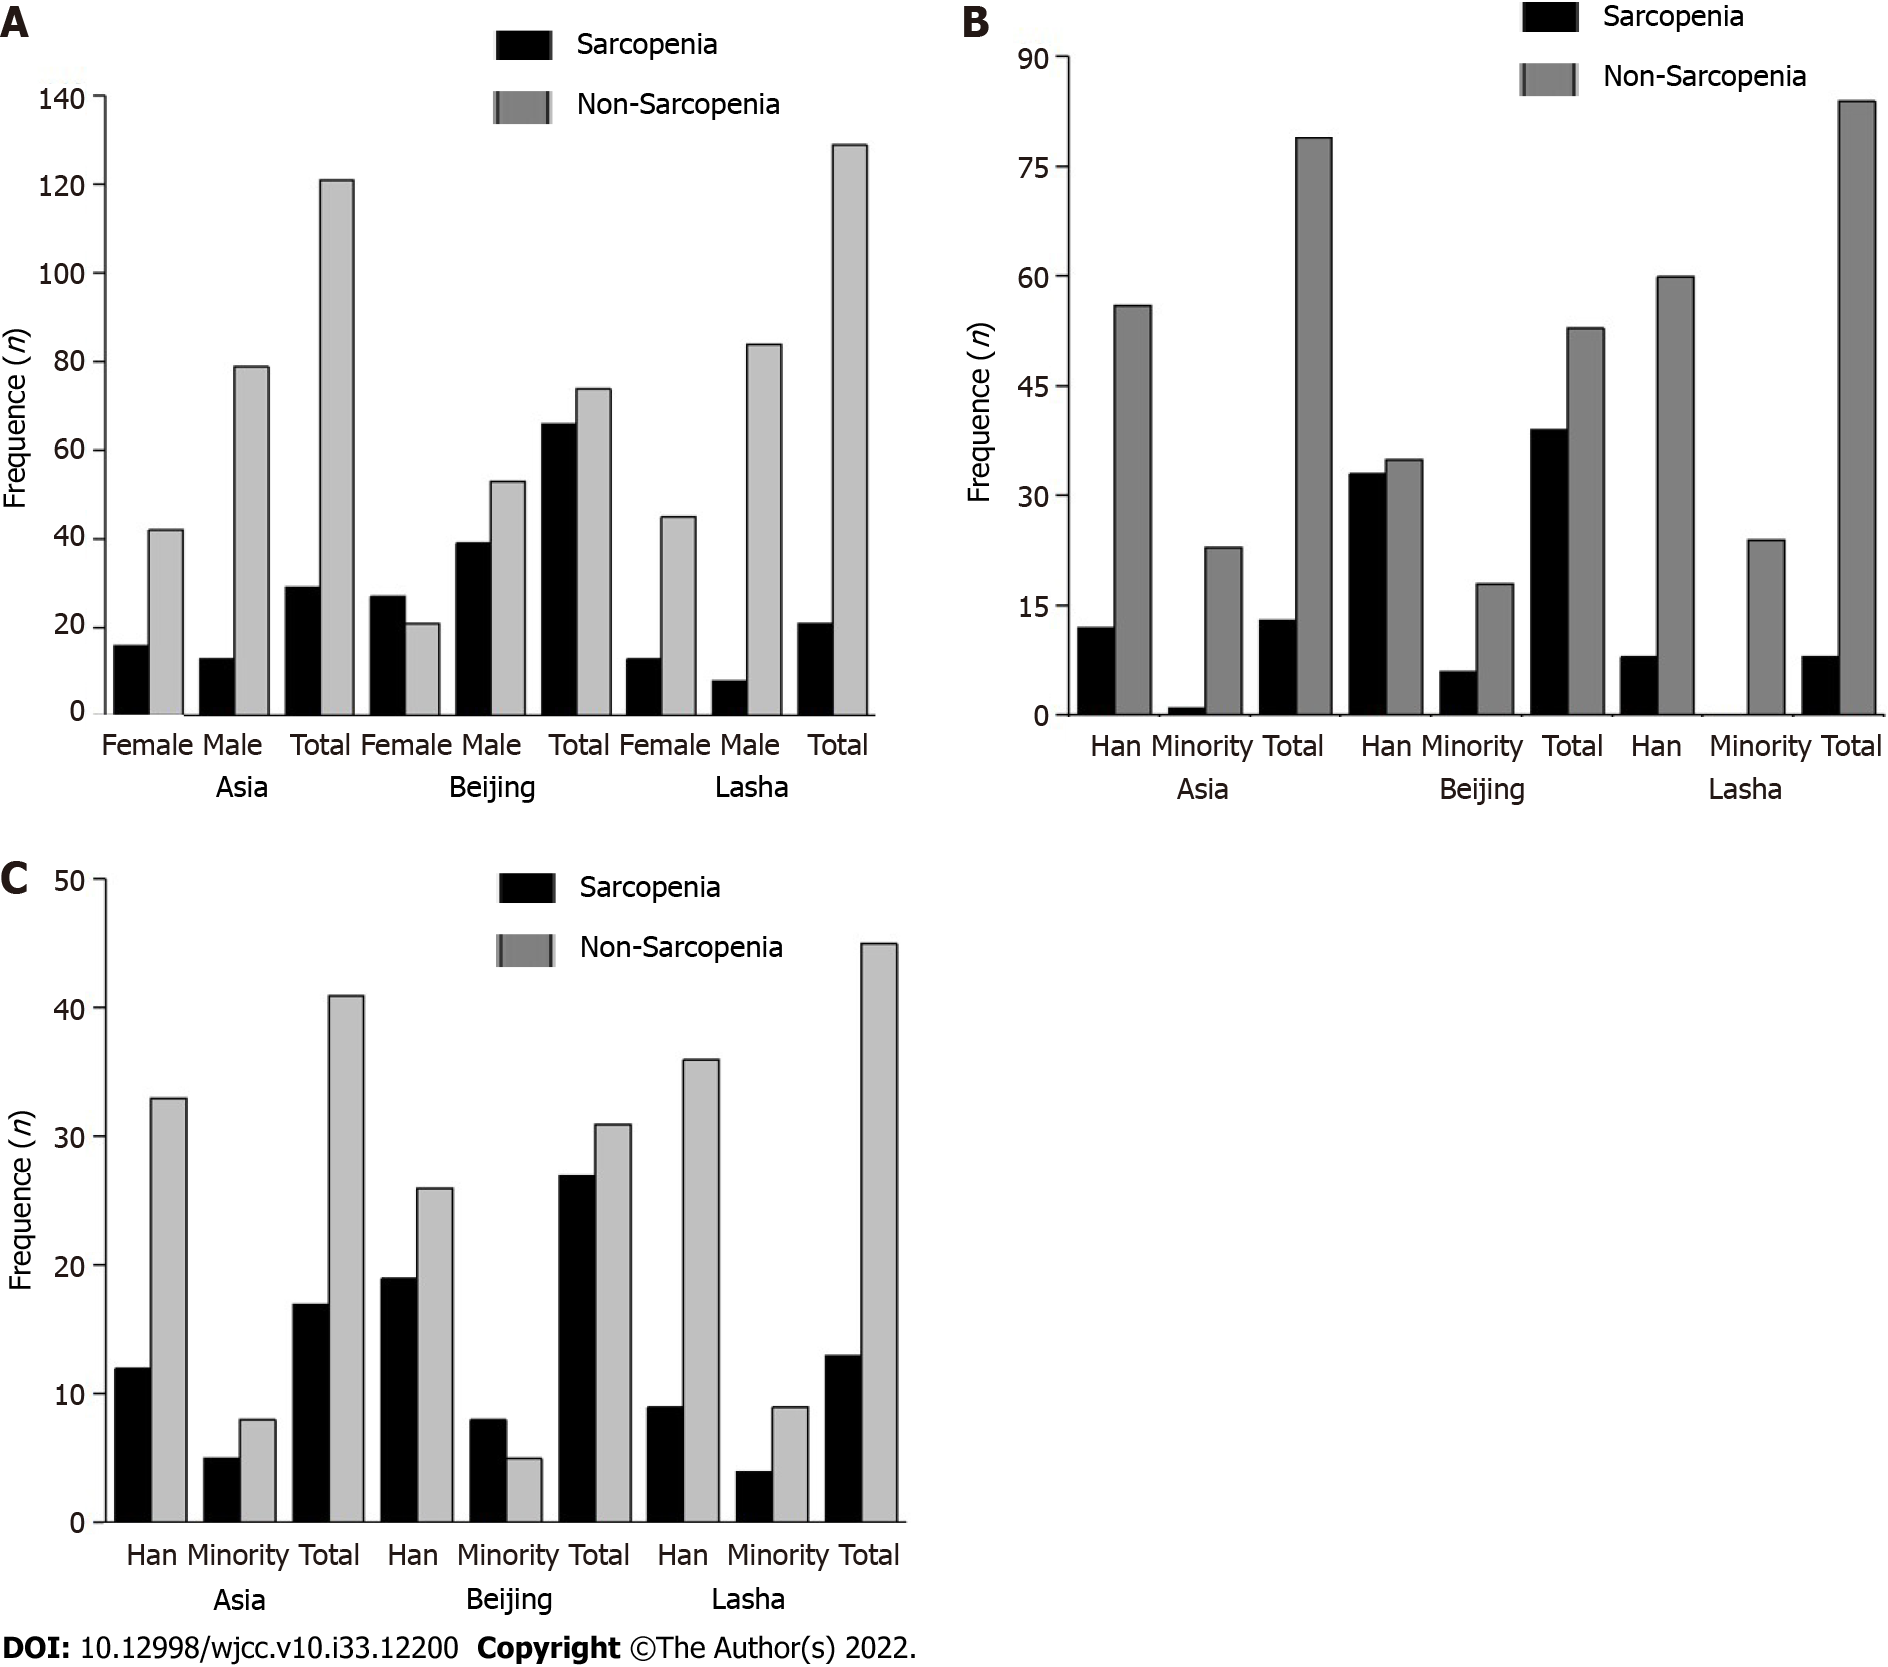 A
Sarcopenia
Non-Sarcopenia
140
120
100
80
60
40
20
0
Frequence (n)
Female Male Total Female Male Total Female Male Total
Asia Beijing Lasha
B
Sarcopenia
Non-Sarcopenia
90
75
60
45
30
15
0
Frequence (n)
Han Minority Total Han Minority Total Han Minority Total
Asia Beijing Lasha
C
Sarcopenia
Non-Sarcopenia
50
40
30
20
10
0
Frequence (n)
Han Minority Total Han Minority Total Han Minority Total
Asia Beijing Lasha
DOI: 10.12998/wjcc.v10.i33.12200 Copyright ©The Author(s) 2022.